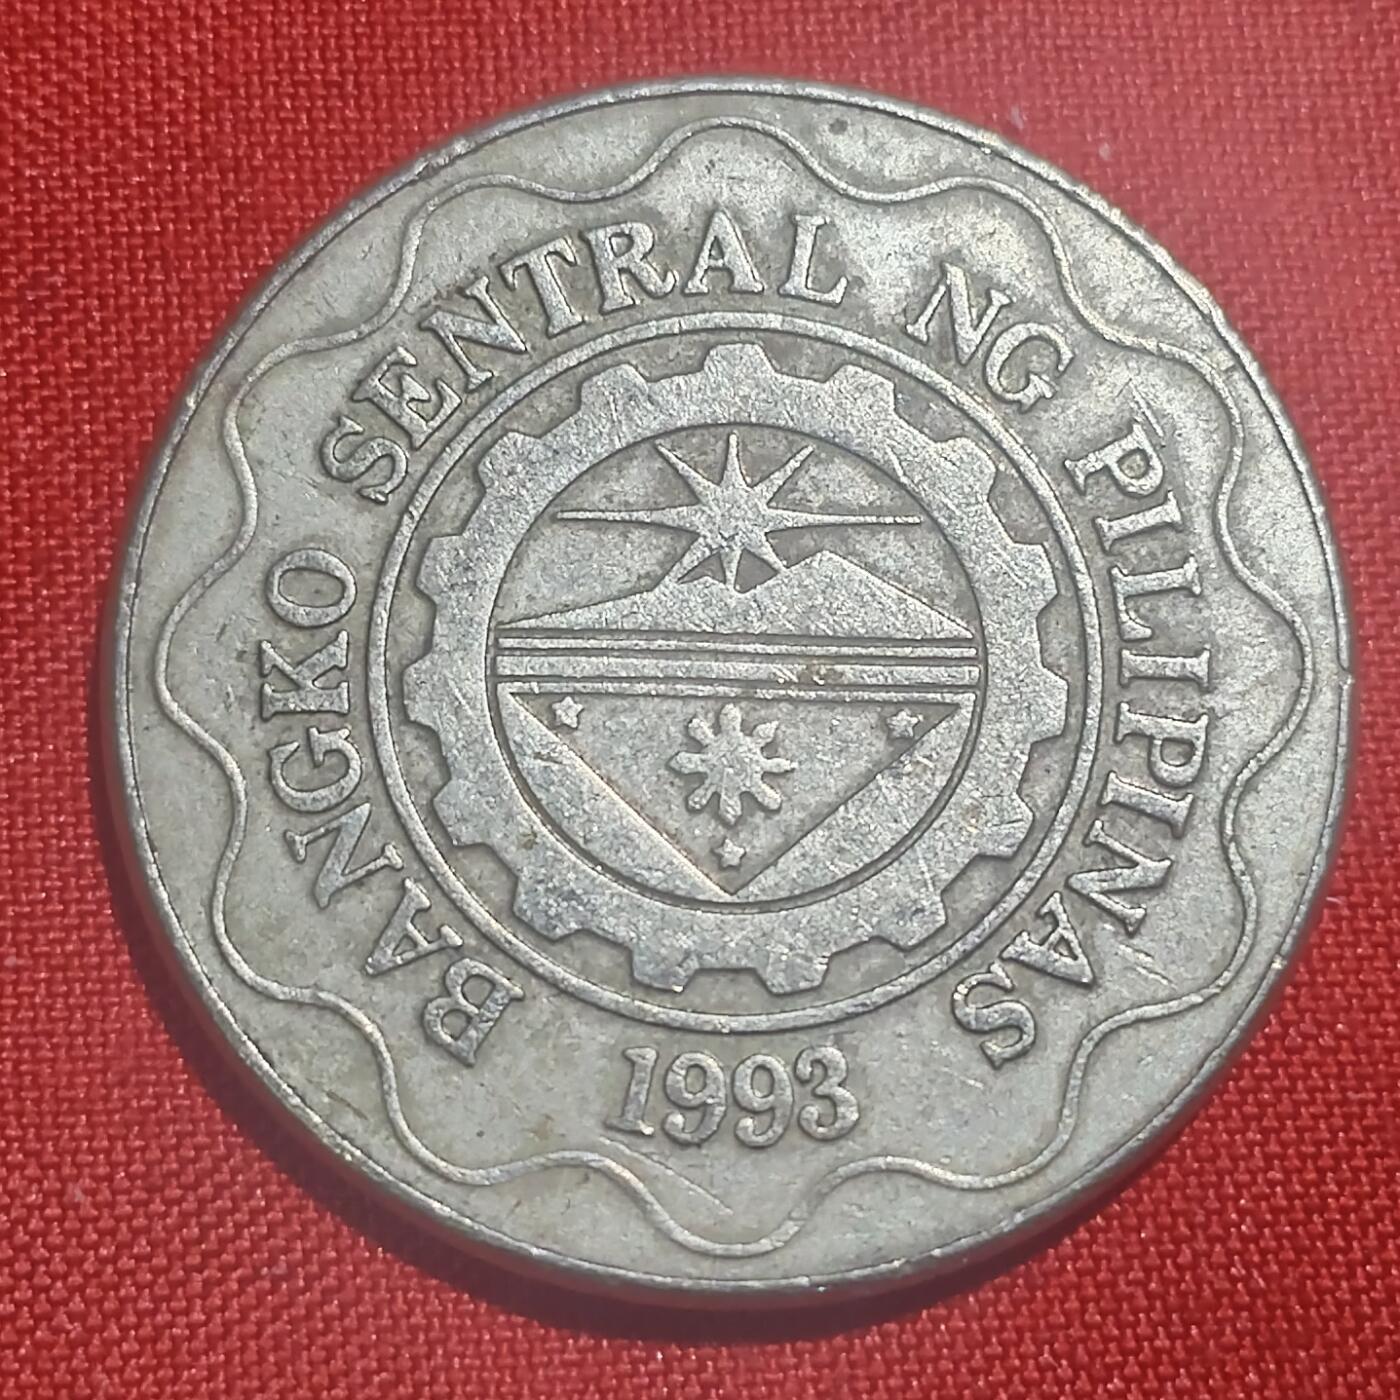 BANGKO SENTRAL NG PILIPINAS
1993